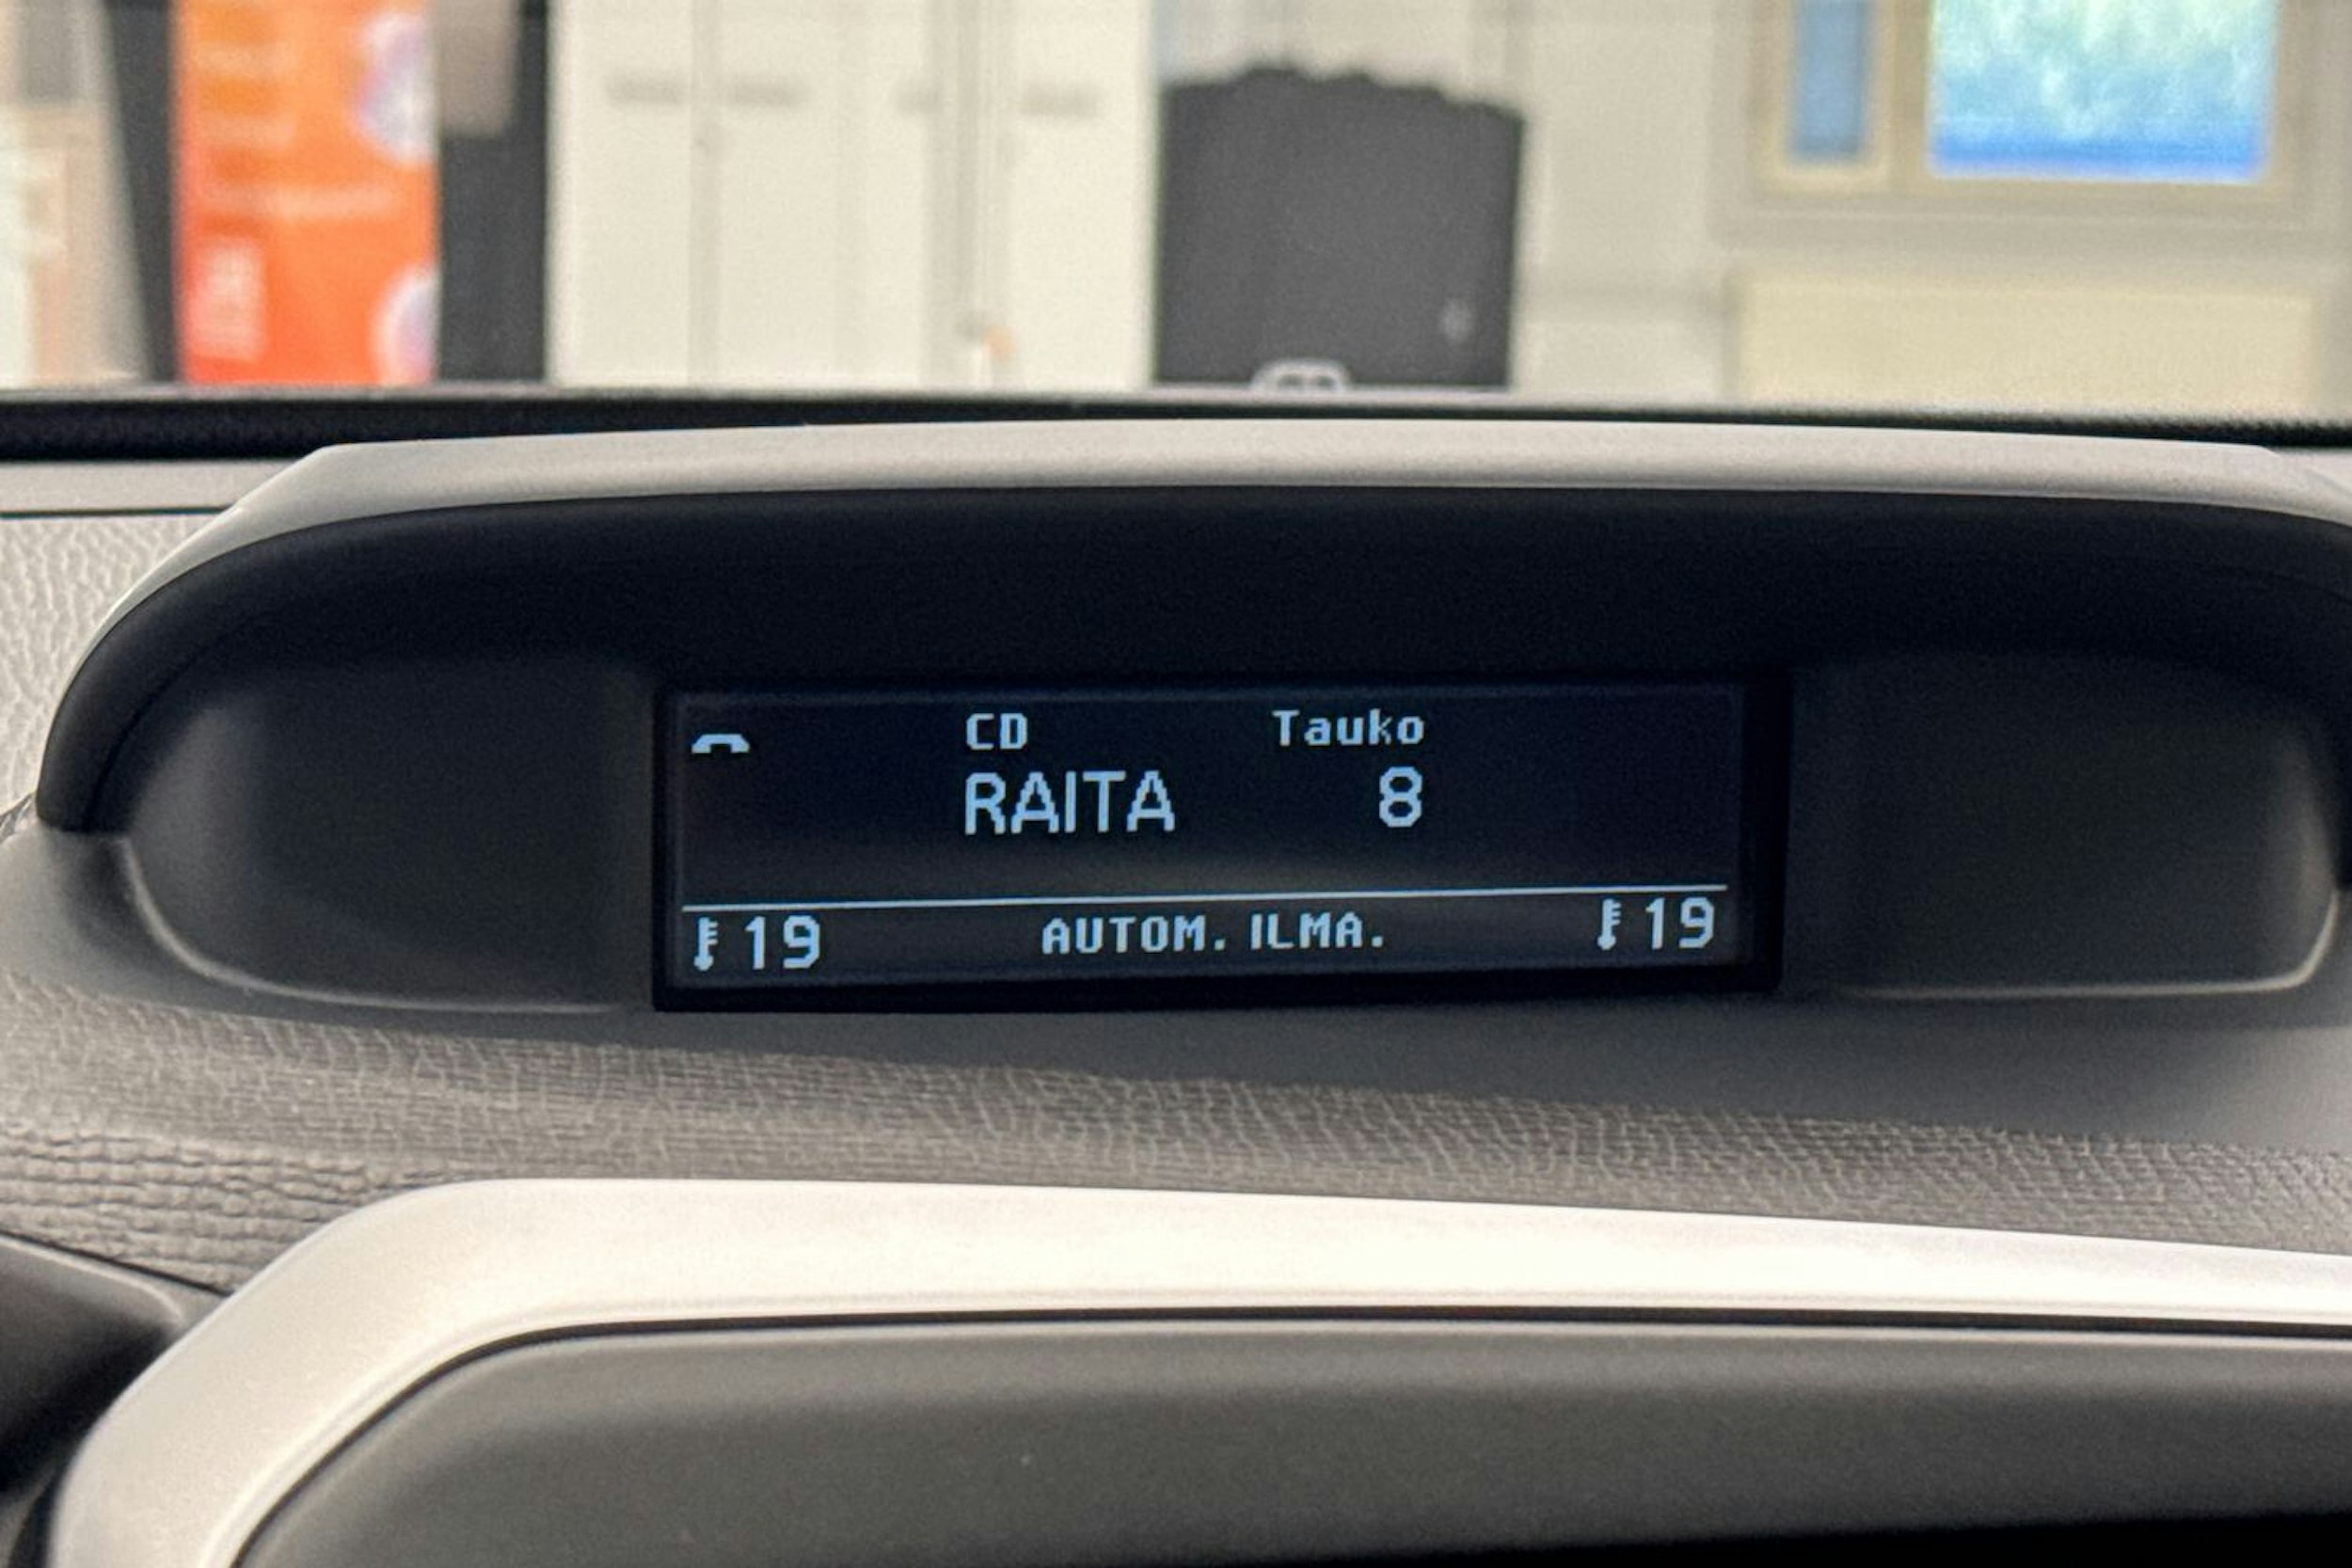 CD Tauko
RAITA 8
19 AUTOM. ILMA. 19